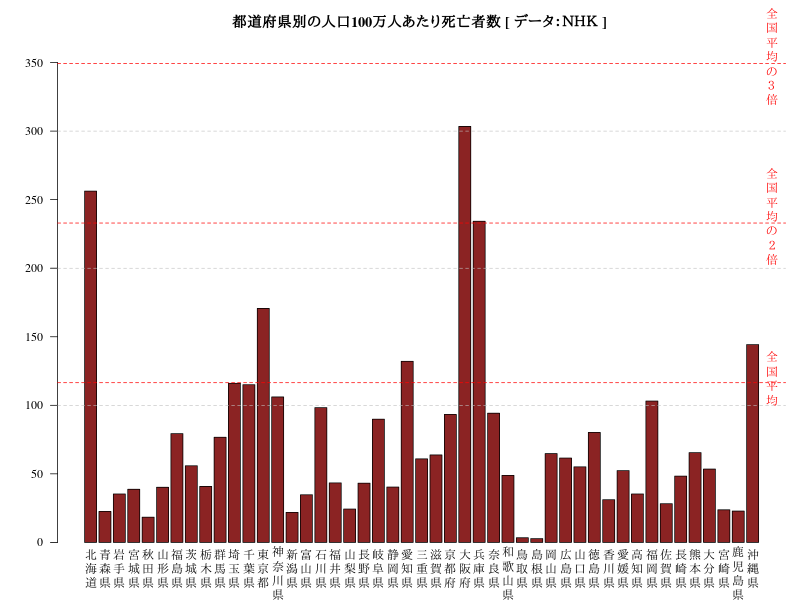 都道府県別の人口100万人あたり死亡者数 [ データ：NHK ]
全国平均の3倍
350
300
全国平均の2倍
250
200
150
全国平均
100
50
0
北海道
青森県
岩手県
宮城県
秋田県
山形県
福島県
茨城県
栃木県
群馬県
埼玉県
千葉県
東京都
神奈川県
新潟県
富山県
石川県
福井県
山梨県
長野県
岐阜県
静岡県
愛知県
三重県
滋賀県
京都府
大阪府
兵庫県
奈良県
和歌山県
鳥取県
島根県
岡山県
広島県
山口県
徳島県
香川県
愛媛県
高知県
福岡県
佐賀県
長崎県
熊本県
大分県
宮崎県
鹿児島県
沖縄県